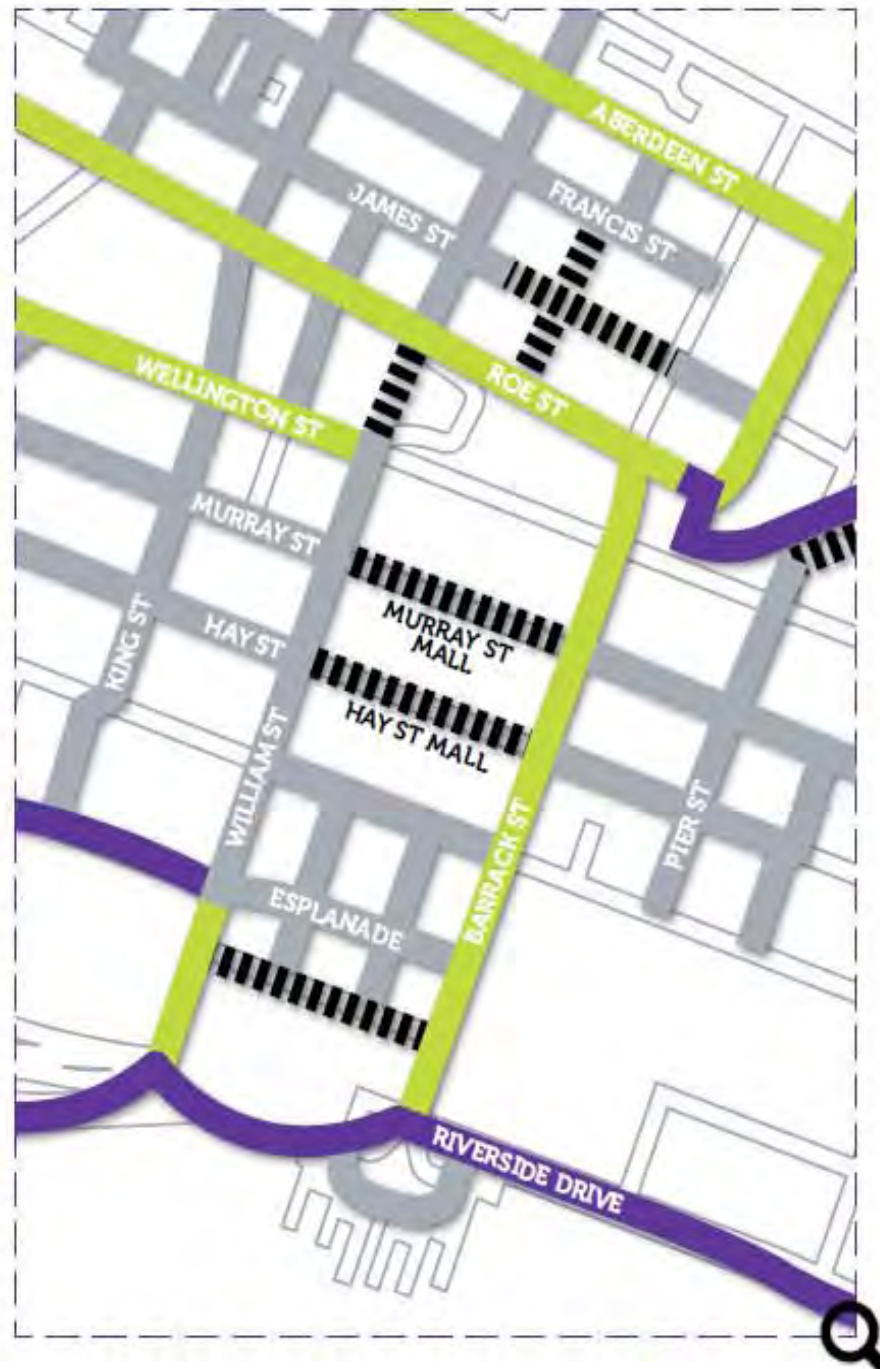 ABERDEEN ST
FRANCIS ST
JAMES ST
ROE ST
WELLINGTON ST
MURRAY ST
MURRAY ST
MALL
HAY ST
KING ST
HAY ST MALL
WILLIAM ST
PIER ST
BARRACK ST
ESPLANADE
RIVERSIDE DRIVE